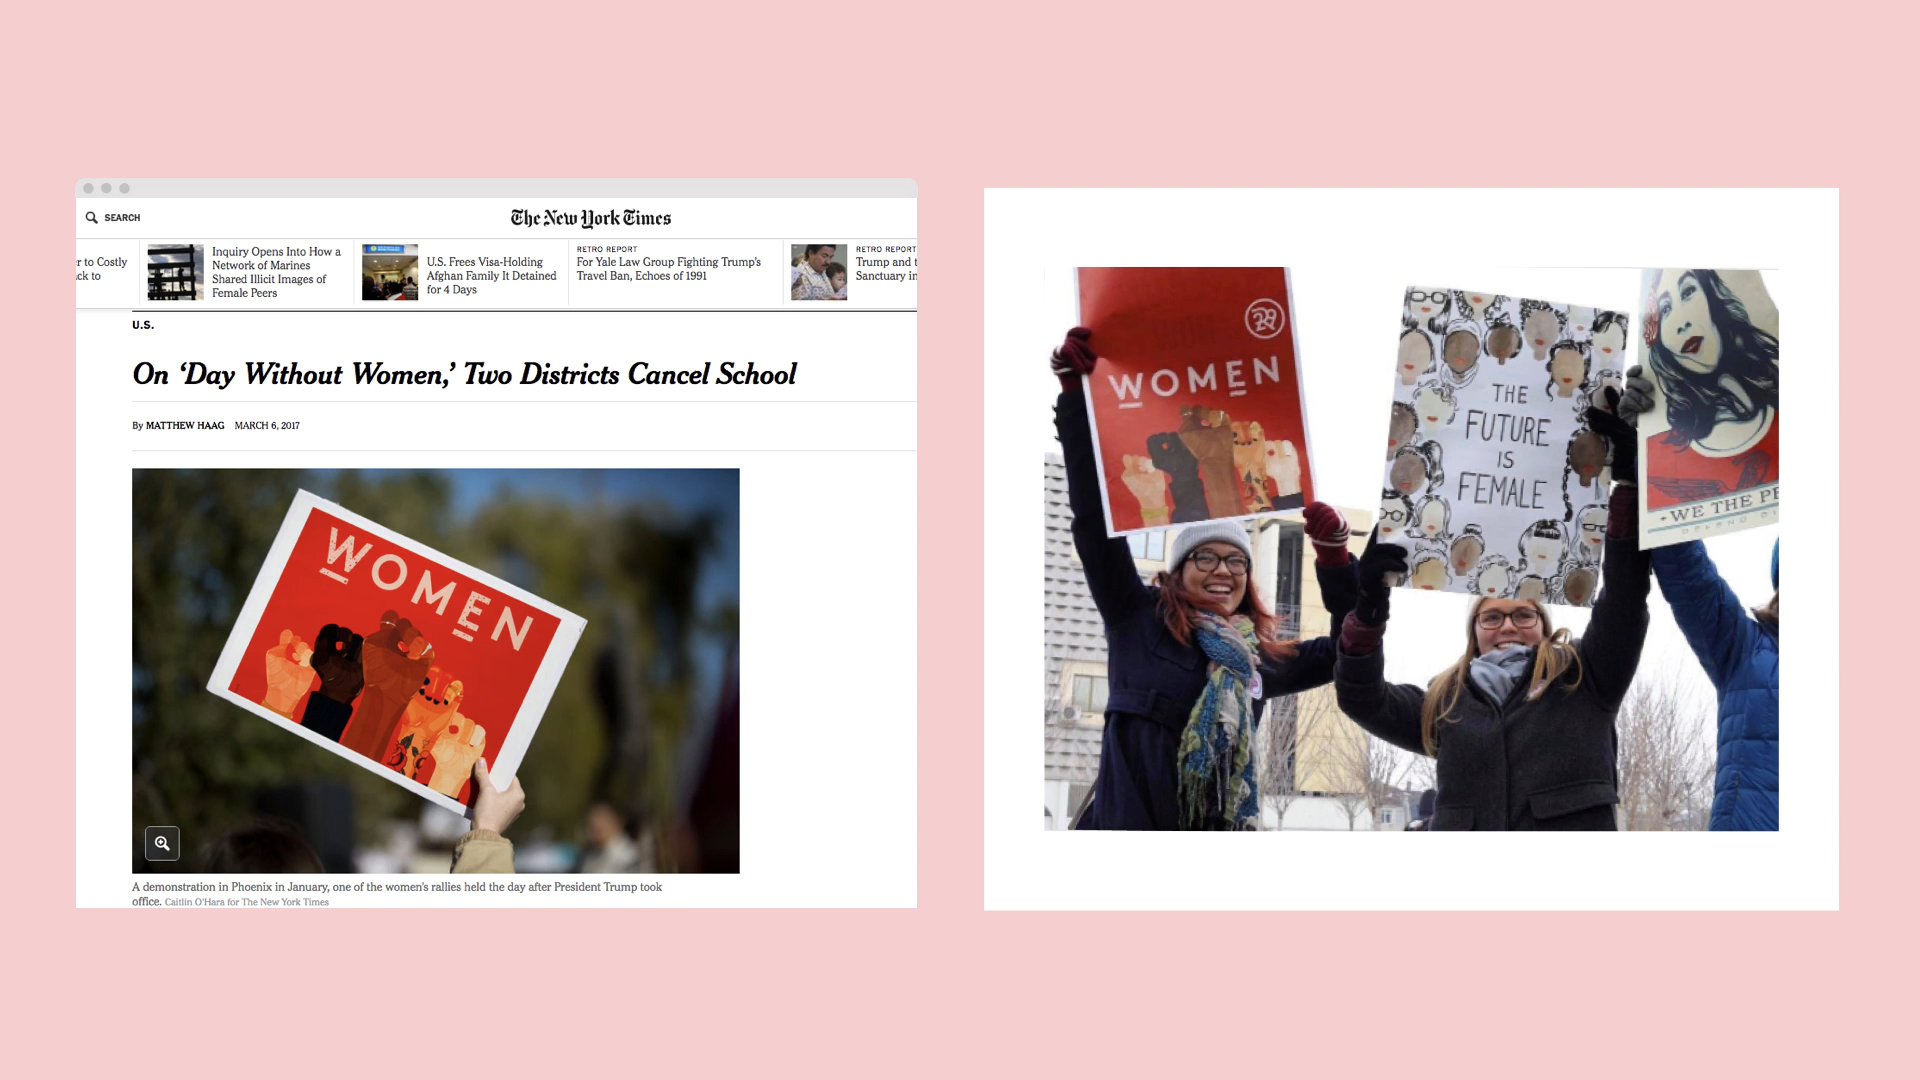 SEARCH
The New York Times
r to Costly
ck to
Inquiry Opens Into How a
Network of Marines
Shared Illicit Images of
Female Peers
U.S. Frees Visa-Holding
Afghan Family It Detained
for 4 Days
RETRO REPORT
For Yale Law Group Fighting Trump's
Travel Ban, Echoes of 1991
RETRO REPORT
Trump and t
Sanctuary in
U.S.
On ‘Day Without Women,’ Two Districts Cancel School
By MATTHEW HAAG MARCH 6, 2017
WOMEN
A demonstration in Phoenix in January, one of the women's rallies held the day after President Trump took
office. Caitlin O'Hara for The New York Times
29
WOMEN
THE
FUTURE
IS
FEMALE
WE THE PE